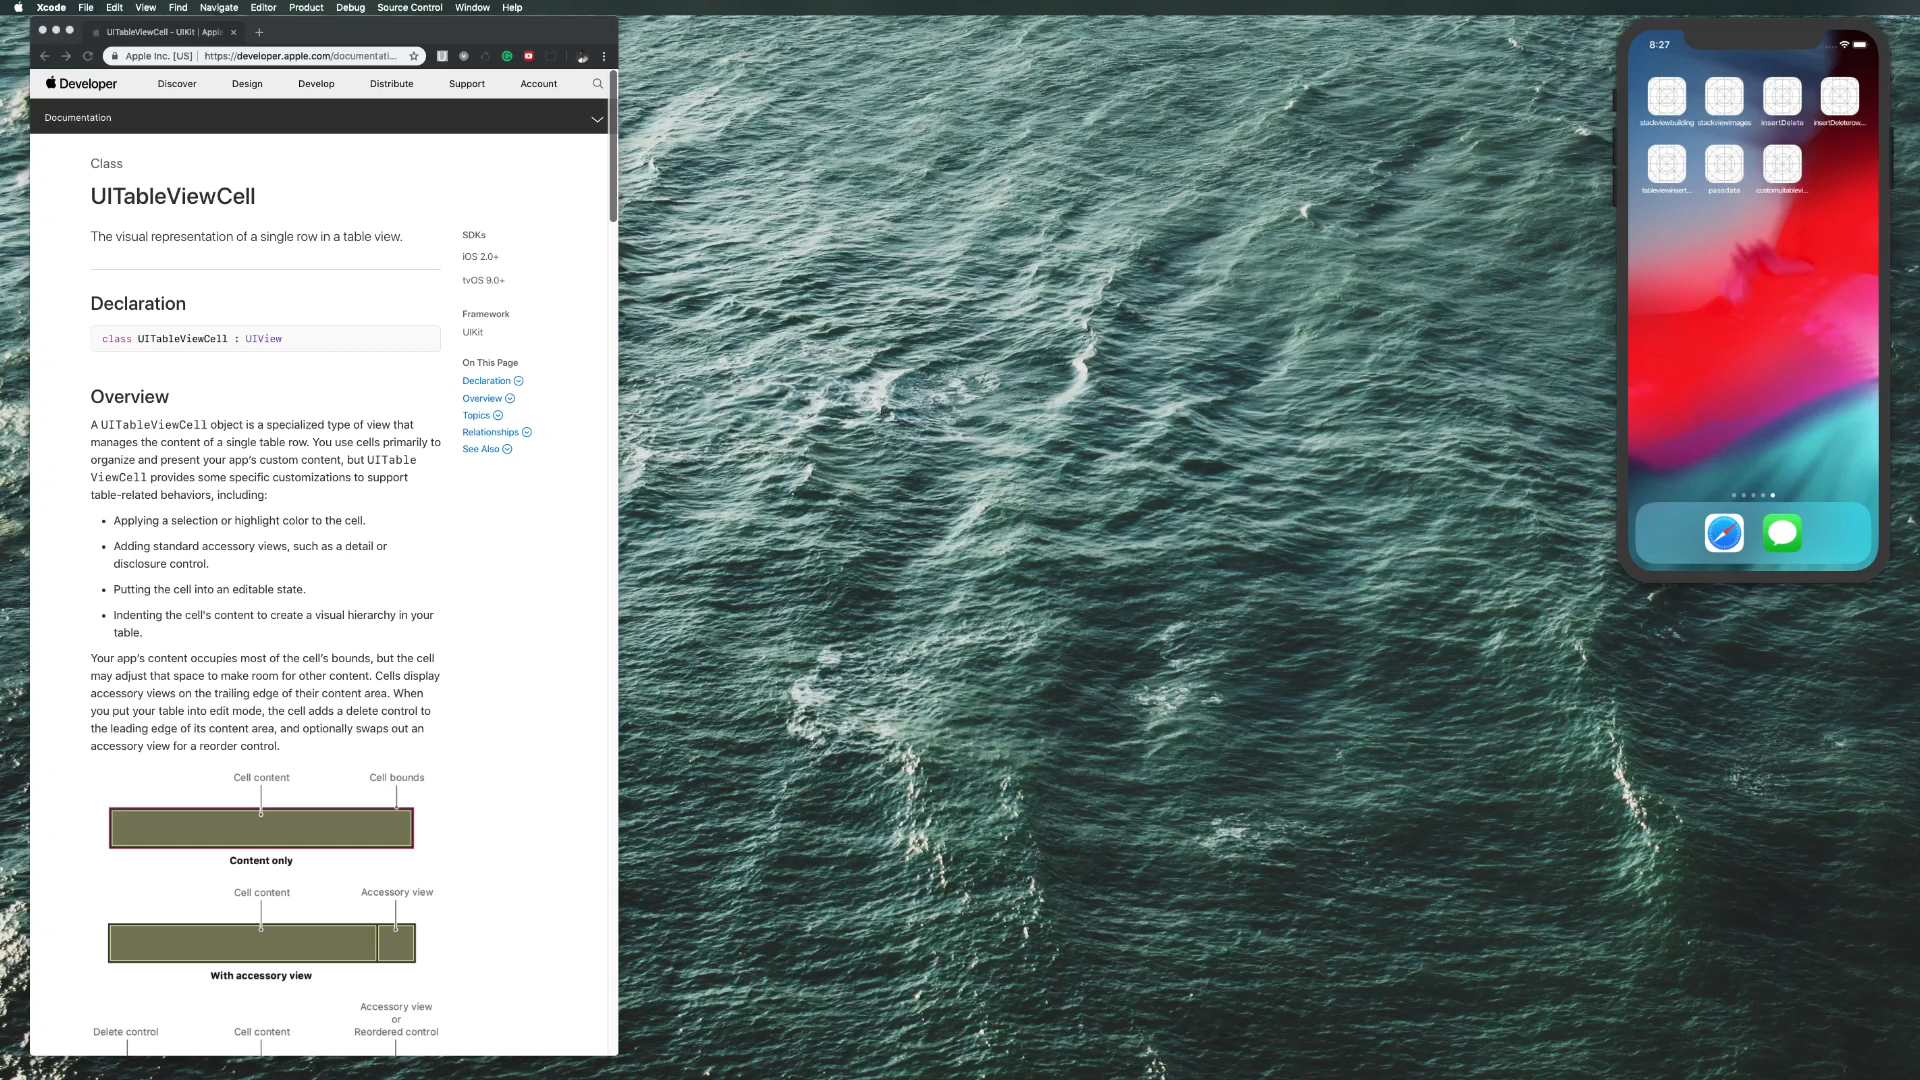 Xcode File Edit View Find Navigate Editor Product Debug Source Control Window Help
UITableViewCell - UIKit | Apple
Apple Inc. [US] | https://developer.apple.com/documentati...
Developer Discover Design Develop Distribute Support Account
Documentation
Class
UITableViewCell
The visual representation of a single row in a table view.
SDKs
iOS 2.0+
tvOS 9.0+
Framework
UIKit
On This Page
Declaration
Overview
Topics
Relationships
See Also
Declaration
class UITableViewCell : UIView
Overview
A UITableViewCell object is a specialized type of view that
manages the content of a single table row. You use cells primarily to
organize and present your app's custom content, but UITable
ViewCell provides some specific customizations to support
table-related behaviors, including:
• Applying a selection or highlight color to the cell.
• Adding standard accessory views, such as a detail or
disclosure control.
• Putting the cell into an editable state.
• Indenting the cell's content to create a visual hierarchy in your
table.
Your app's content occupies most of the cell's bounds, but the cell
may adjust that space to make room for other content. Cells display
accessory views on the trailing edge of their content area. When
you put your table into edit mode, the cell adds a delete control to
the leading edge of its content area, and optionally swaps out an
accessory view for a reorder control.
Cell content Cell bounds
Content only
Cell content Accessory view
With accessory view
Accessory view
or
Delete control Cell content Reordered control
8:27
stackviewbuilding stackviewimages insertDelete insertDeleterow...
tableviewinsert... passdata customuitablevi...